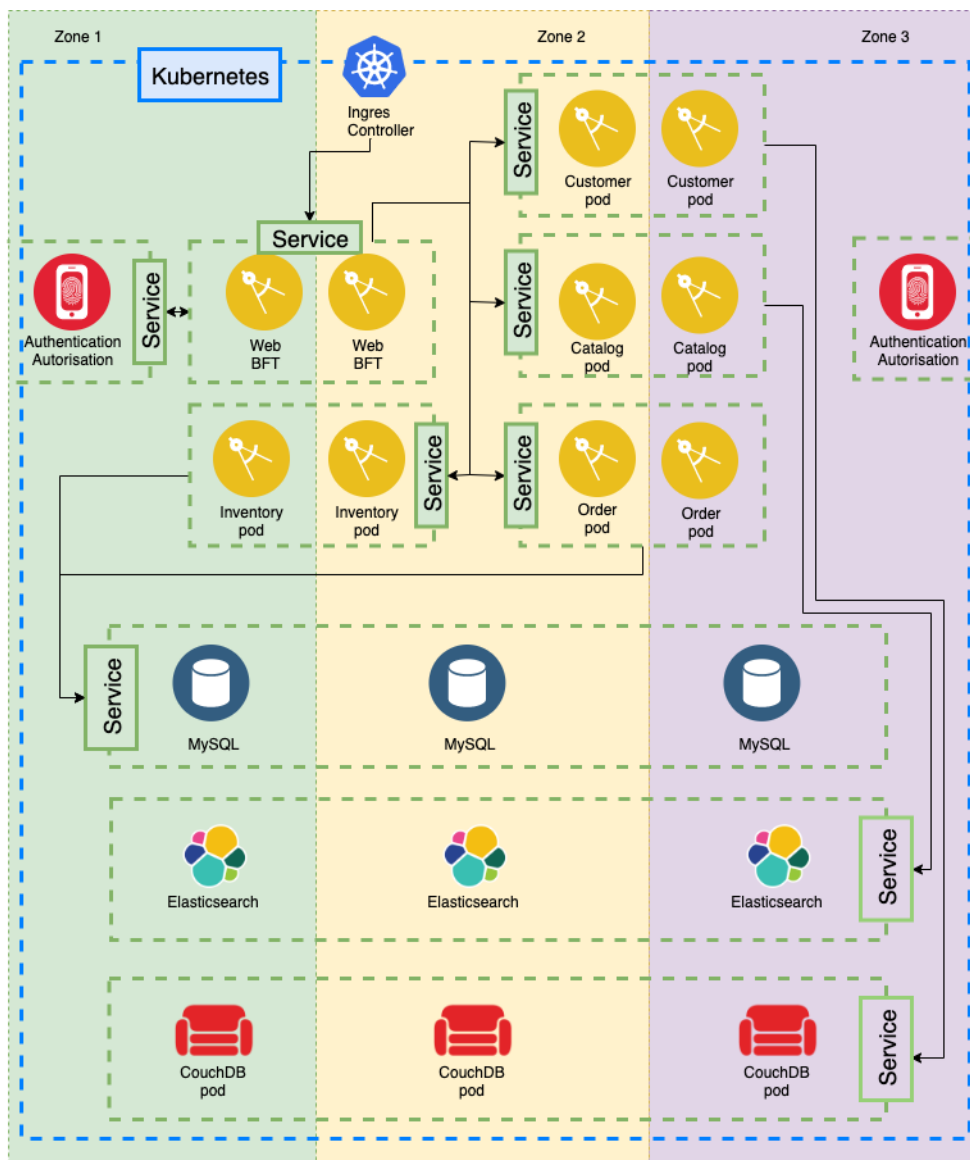 Zone 1
Zone 2
Zone 3
Kubernetes
Ingres
Controller
Service
Customer
pod
Customer
pod
Service
Authentication
Autorisation
Service
Web
BFT
Web
BFT
Service
Catalog
pod
Catalog
pod
Authentication
Autorisation
Inventory
pod
Inventory
pod
Service
Service
Order
pod
Order
pod
Service
MySQL
MySQL
MySQL
Elasticsearch
Elasticsearch
Elasticsearch
Service
CouchDB
pod
CouchDB
pod
CouchDB
pod
Service